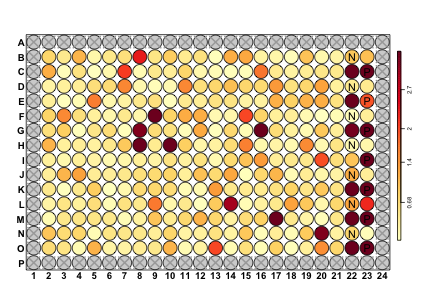 A
B N
C P
D N
E P
F N
G P
H N
I P
J N
K P
L N
M P
N N
O P
P
1 2 3 4 5 6 7 8 9 10 11 12 13 14 15 16 17 18 19 20 21 22 23 24
2.7
2
1.4
0.68